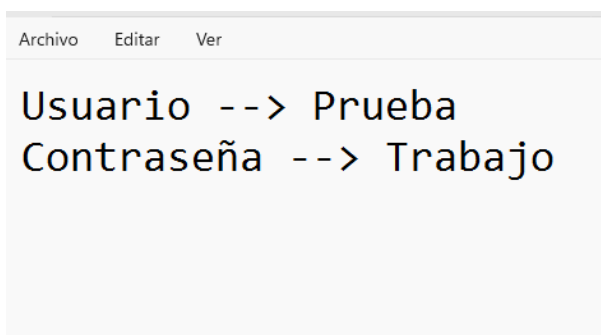 Archivo Editar Ver
Usuario --> Prueba
Contraseña --> Trabajo